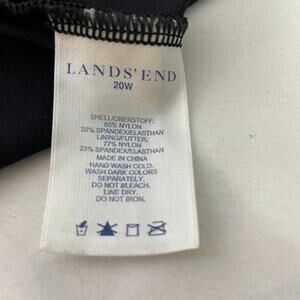 LANDS' END
20W
SHELL/OBERSTOFF:
80% NYLON
20% SPANDEX/ELASTHAN
LINING/FUTTER:
77% NYLON
23% SPANDEX/ELASTHAN
MADE IN CHINA
HAND WASH COLD.
WASH DARK COLORS
SEPARATELY.
DO NOT BLEACH.
LINE DRY.
DO NOT IRON.